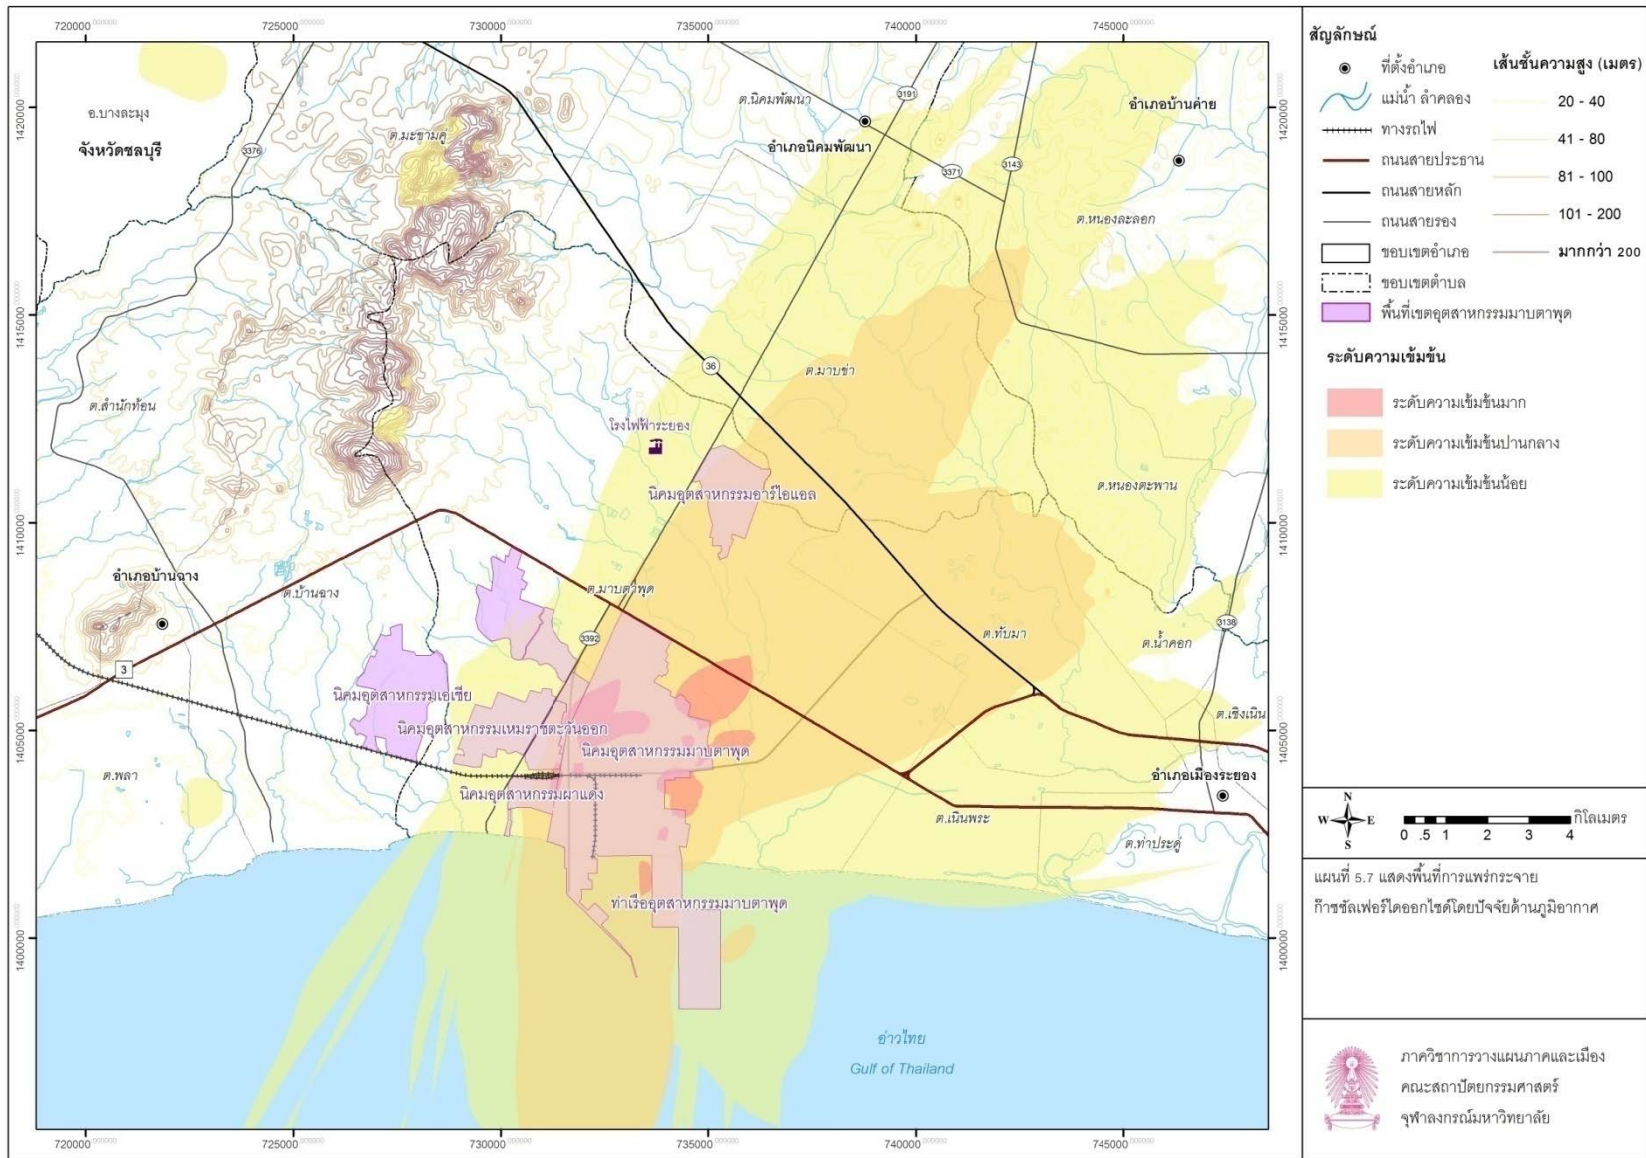 720000 725000 730000 735000 740000 745000
1420000
1415000
1410000
1405000
1400000
อ.บางละมุง
จังหวัดชลบุรี
3376
ต.มะขามคู่
ต.นิคมพัฒนา
อำเภอนิคมพัฒนา
3191
3371
3143
อำเภอบ้านค่าย
ต.หนองละลอก
36
ต.มาบข่า
ต.สำนักท้อน
โรงไฟฟ้าระยอง
นิคมอุตสาหกรรมอาร์ไอแอล
ต.หนองตะพาน
อำเภอบ้านฉาง
ต.บ้านฉาง
ต.มาบตาพุด
3392
ต.ทับมา
ต.น้ำคอก
3138
3
นิคมอุตสาหกรรมเอเชีย
นิคมอุตสาหกรรมเหมราชตะวันออก
นิคมอุตสาหกรรมมาบตาพุด
ต.เชิงเนิน
ต.พลา
นิคมอุตสาหกรรมผาแดง
อำเภอเมืองระยอง
ต.เนินพระ
ต.ท่าประดู่
ท่าเรืออุตสาหกรรมมาบตาพุด
อ่าวไทย
Gulf of Thailand
1420000
1415000
1410000
1405000
1400000
720000 725000 730000 735000 740000 745000
สัญลักษณ์
ที่ตั้งอำเภอ
แม่น้ำ ลำคลอง
ทางรถไฟ
ถนนสายประธาน
ถนนสายหลัก
ถนนสายรอง
ขอบเขตอำเภอ
ขอบเขตตำบล
พื้นที่เขตอุตสาหกรรมมาบตาพุด
เส้นชั้นความสูง (เมตร)
20 - 40
41 - 80
81 - 100
101 - 200
มากกว่า 200
ระดับความเข้มข้น
ระดับความเข้มข้นมาก
ระดับความเข้มข้นปานกลาง
ระดับความเข้มข้นน้อย
N
W E
S
0 .5 1 2 3 4
กิโลเมตร
แผนที่ 5.7 แสดงพื้นที่การแพร่กระจาย
ก๊าซซัลเฟอร์ไดออกไซด์โดยปัจจัยด้านภูมิอากาศ
ภาควิชาการวางแผนภาคและเมือง
คณะสถาปัตยกรรมศาสตร์
จุฬาลงกรณ์มหาวิทยาลัย